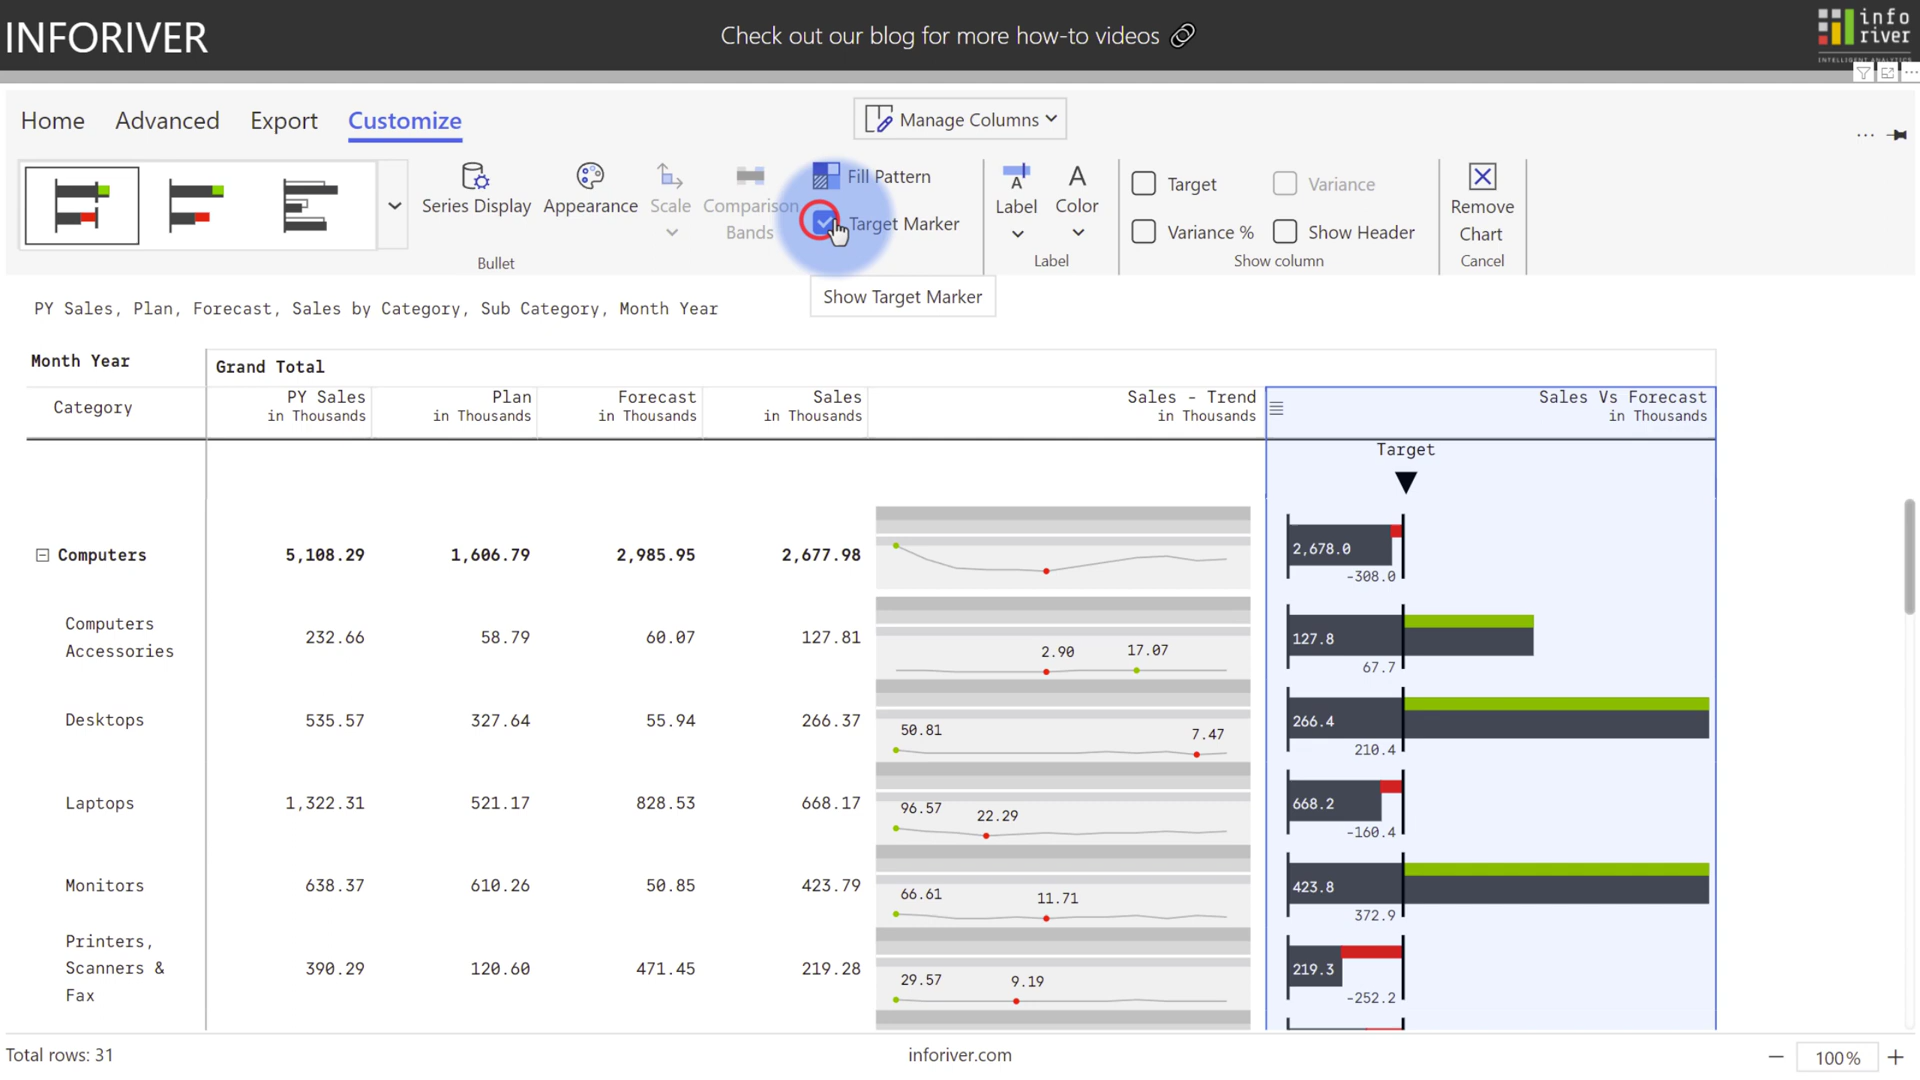 INFORIVER
Check out our blog for more how-to videos
info
river
INTELLIGENT ANALYTICS
Home Advanced Export Customize
Manage Columns
Series Display
Appearance
Scale
Comparison
Bands
Fill Pattern
Target Marker
Bullet
Label
Color
Label
Target
Variance
Variance %
Show Header
Show column
Remove
Chart
Cancel
Show Target Marker
PY Sales, Plan, Forecast, Sales by Category, Sub Category, Month Year
Month Year Grand Total
Category PY Sales Plan Forecast Sales Sales - Trend Sales Vs Forecast
in Thousands in Thousands in Thousands in Thousands in Thousands in Thousands
Target
Computers 5,108.29 1,606.79 2,985.95 2,677.98 2,678.0
-308.0
Computers
Accessories 232.66 58.79 60.07 127.81 2.90 17.07 127.8
67.7
Desktops 535.57 327.64 55.94 266.37 50.81 7.47 266.4
210.4
Laptops 1,322.31 521.17 828.53 668.17 96.57 22.29 668.2
-160.4
Monitors 638.37 610.26 50.85 423.79 66.61 11.71 423.8
372.9
Printers,
Scanners & 390.29 120.60 471.45 219.28 29.57 9.19 219.3
Fax
-252.2
Total rows: 31
inforiver.com
100%